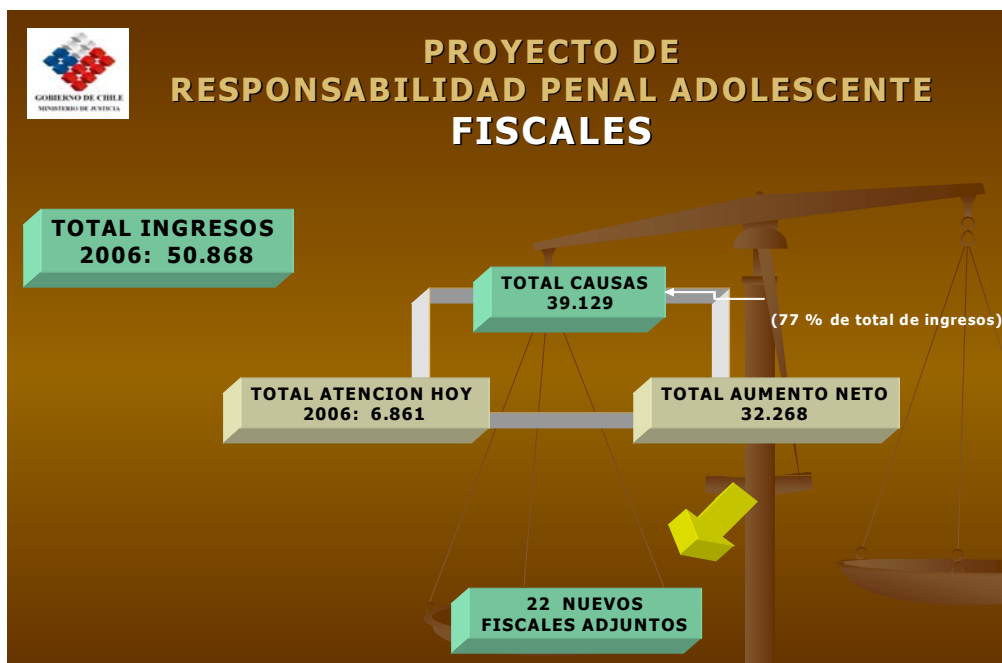 GOBIERNO DE CHILE
MINISTERIO DE JUSTICIA
PROYECTO DE
RESPONSABILIDAD PENAL ADOLESCENTE
FISCALES
TOTAL INGRESOS
2006: 50.868
TOTAL CAUSAS
39.129
(77 % de total de ingresos)
TOTAL ATENCION HOY
2006: 6.861
TOTAL AUMENTO NETO
32.268
22 NUEVOS
FISCALES ADJUNTOS